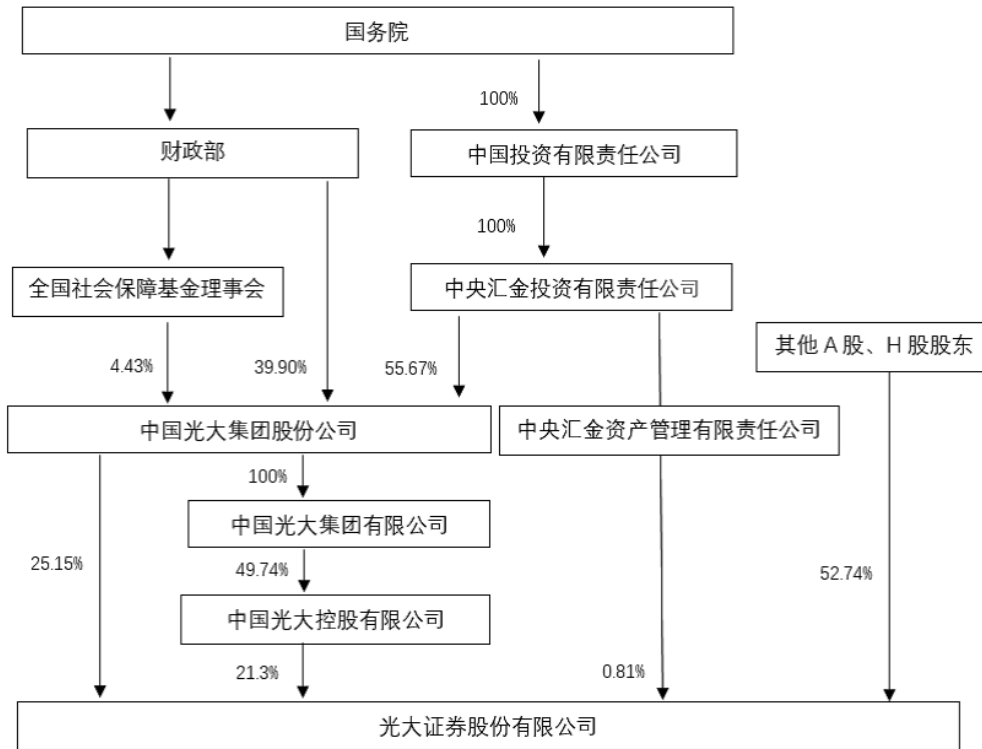 国务院
100%
财政部
中国投资有限责任公司
100%
全国社会保障基金理事会
中央汇金投资有限责任公司
其他 A 股、H 股股东
4.43%
39.90%
55.67%
中国光大集团股份公司
中央汇金资产管理有限责任公司
100%
中国光大集团有限公司
25.15%
49.74%
52.74%
中国光大控股有限公司
21.3%
0.81%
光大证券股份有限公司